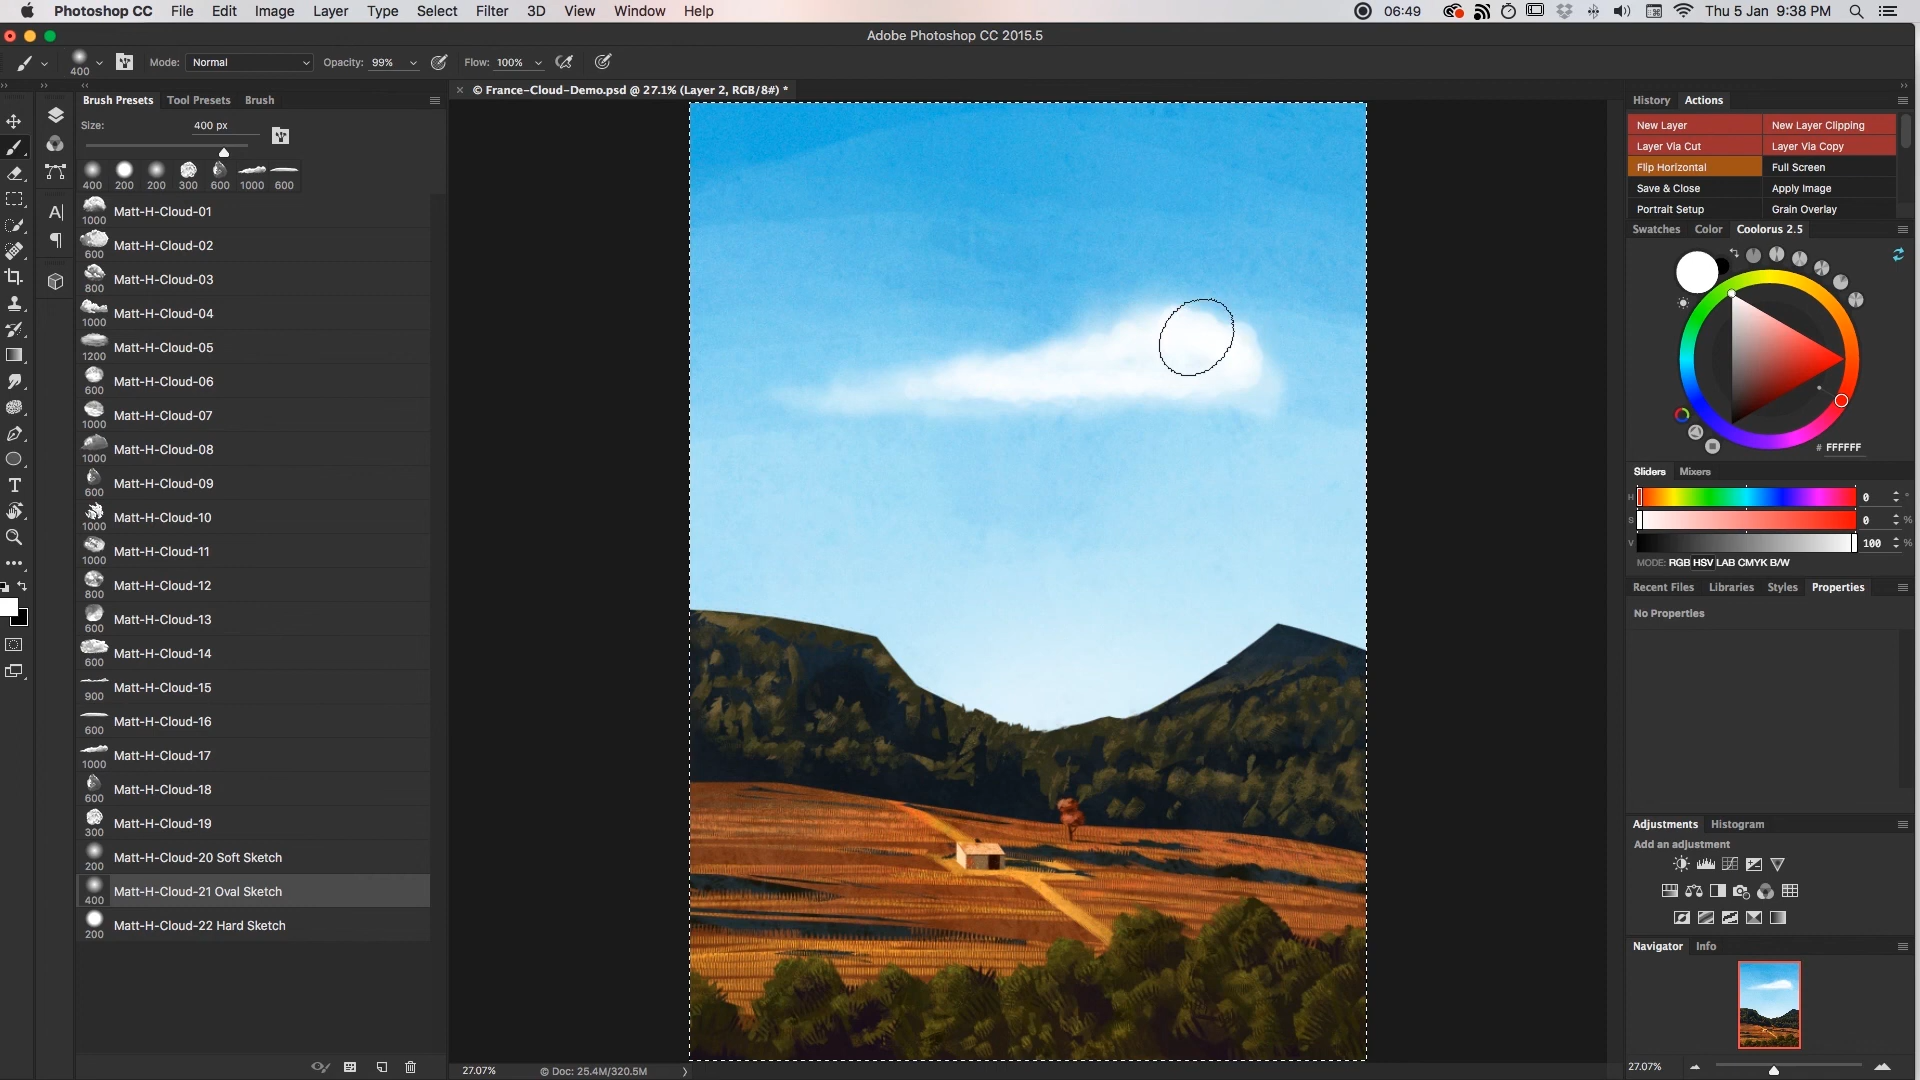 Photoshop CC File Edit Image Layer Type Select Filter 3D View Window Help 06:49 Thu 5 Jan 9:38 PM
Adobe Photoshop CC 2015.5
400 Mode: Normal Opacity: 99% Flow: 100%
© France-Cloud-Demo.psd @ 27.1% (Layer 2, RGB/8#) *
Brush Presets Tool Presets Brush
Size: 400 px
400 200 200 300 600 1000 600
1000 Matt-H-Cloud-01
600 Matt-H-Cloud-02
800 Matt-H-Cloud-03
1000 Matt-H-Cloud-04
1200 Matt-H-Cloud-05
600 Matt-H-Cloud-06
1000 Matt-H-Cloud-07
1000 Matt-H-Cloud-08
600 Matt-H-Cloud-09
1000 Matt-H-Cloud-10
1000 Matt-H-Cloud-11
800 Matt-H-Cloud-12
600 Matt-H-Cloud-13
600 Matt-H-Cloud-14
900 Matt-H-Cloud-15
600 Matt-H-Cloud-16
1000 Matt-H-Cloud-17
600 Matt-H-Cloud-18
300 Matt-H-Cloud-19
200 Matt-H-Cloud-20 Soft Sketch
400 Matt-H-Cloud-21 Oval Sketch
200 Matt-H-Cloud-22 Hard Sketch
27.07% © Doc: 25.4M/320.5M
History Actions
New Layer New Layer Clipping
Layer Via Cut Layer Via Copy
Flip Horizontal Full Screen
Save & Close Apply Image
Portrait Setup Grain Overlay
Swatches Color Coolorus 2.5
# FFFFFF
Sliders Mixers
H 0 °
S 0 %
V 100 %
MODE: RGB HSV LAB CMYK B/W
Recent Files Libraries Styles Properties
No Properties
Adjustments Histogram
Add an adjustment
Navigator Info
27.07%